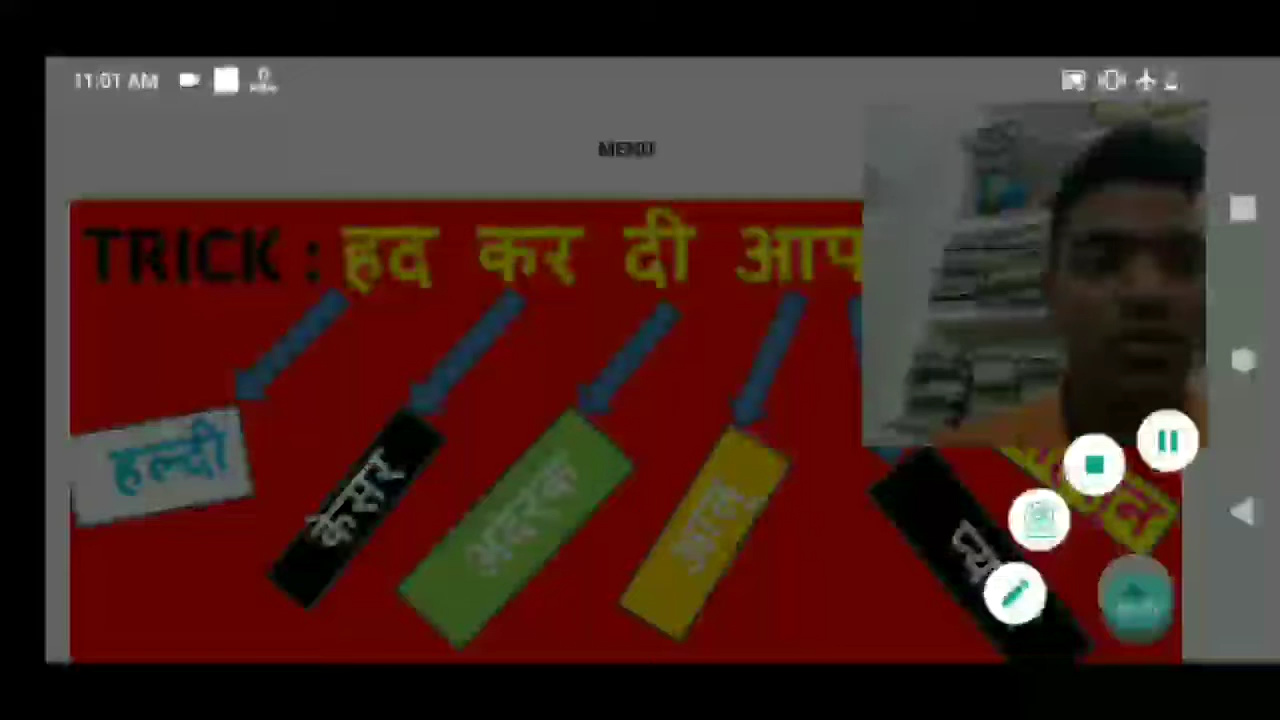 11:01 AM
MENU
TRICK : हद कर दी आप
हल्दी
केसर
अदरक
आलू